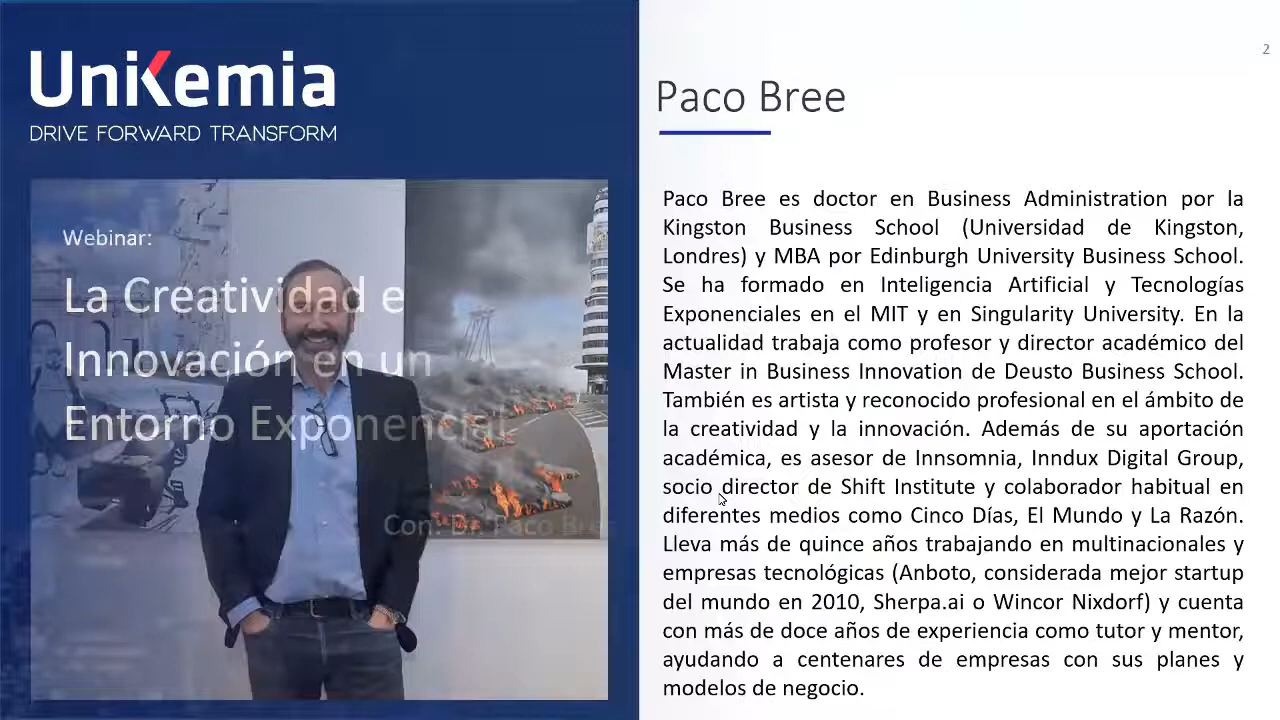 UniKemia
DRIVE FORWARD TRANSFORM
Webinar:
La Creatividad e
Innovación en un
Entorno Exponencial
Con: Dr. Paco Bree
2
Paco Bree
Paco Bree es doctor en Business Administration por la
Kingston Business School (Universidad de Kingston,
Londres) y MBA por Edinburgh University Business School.
Se ha formado en Inteligencia Artificial y Tecnologías
Exponenciales en el MIT y en Singularity University. En la
actualidad trabaja como profesor y director académico del
Master in Business Innovation de Deusto Business School.
También es artista y reconocido profesional en el ámbito de
la creatividad y la innovación. Además de su aportación
académica, es asesor de Innsomnia, Inndux Digital Group,
socio director de Shift Institute y colaborador habitual en
diferentes medios como Cinco Días, El Mundo y La Razón.
Lleva más de quince años trabajando en multinacionales y
empresas tecnológicas (Anboto, considerada mejor startup
del mundo en 2010, Sherpa.ai o Wincor Nixdorf) y cuenta
con más de doce años de experiencia como tutor y mentor,
ayudando a centenares de empresas con sus planes y
modelos de negocio.